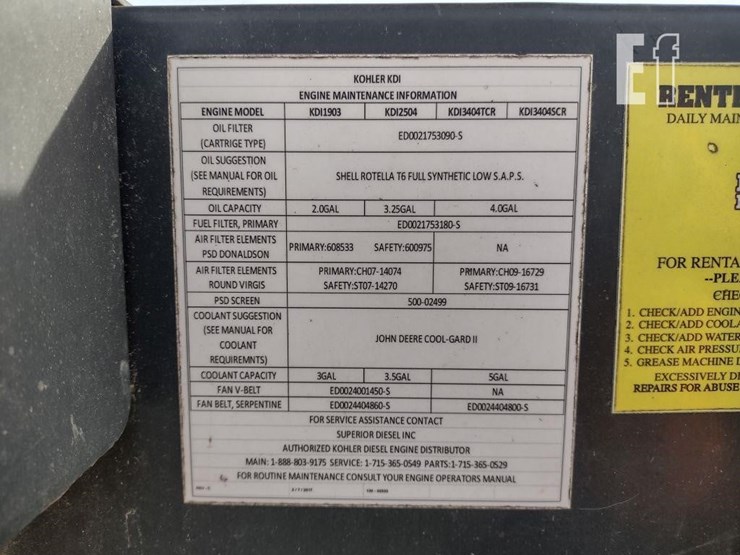 Ef
KOHLER KDI
ENGINE MAINTENANCE INFORMATION
ENGINE MODEL KDI1903 KDI2504 KDI3404TCR KDI3404SCR
OIL FILTER
(CARTRIGE TYPE) ED0021753090-S
OIL SUGGESTION
(SEE MANUAL FOR OIL SHELL ROTELLA T6 FULL SYNTHETIC LOW S.A.P.S.
REQUIREMENTS)
OIL CAPACITY 2.0GAL 3.25GAL 4.0GAL
FUEL FILTER, PRIMARY ED0021753180-S
AIR FILTER ELEMENTS
PSD DONALDSON PRIMARY:608533 SAFETY:600975 NA
AIR FILTER ELEMENTS PRIMARY:CH07-14074 PRIMARY:CH09-16729
ROUND VIRGIS SAFETY:ST07-14270 SAFETY:ST09-16731
PSD SCREEN 500-02499
COOLANT SUGGESTION
(SEE MANUAL FOR
COOLANT JOHN DEERE COOL-GARD II
REQUIREMNTS)
COOLANT CAPACITY 3GAL 3.5GAL 5GAL
FAN V-BELT ED0024001450-S NA
FAN BELT, SERPENTINE ED0024404860-S ED0024404800-S
FOR SERVICE ASSISTANCE CONTACT
SUPERIOR DIESEL INC
AUTHORIZED KOHLER DIESEL ENGINE DISTRIBUTOR
MAIN: 1-888-803-9175 SERVICE: 1-715-365-0549 PARTS:1-715-365-0529
FOR ROUTINE MAINTENANCE CONSULT YOUR ENGINE OPERATORS MANUAL
RENT
DAILY MAI
FOR RENTA
--PLE
CHE
1. CHECK/ADD ENGIN
2. CHECK/ADD COOLA
3. CHECK/ADD WATER
4. CHECK AIR PRESSU
5. GREASE MACHINE
EXCESSIVELY DI
REPAIRS FOR ABUSE